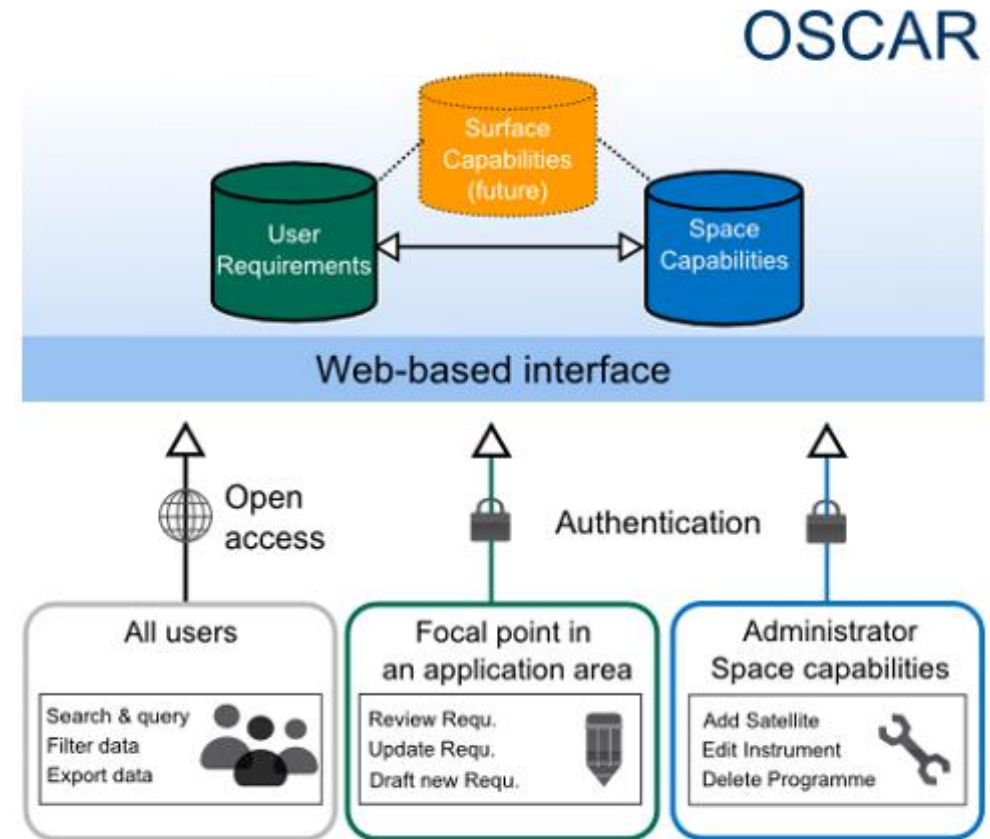 OSCAR
Surface
Capabilities
(future)
User
Requirements
Space
Capabilities
Web-based interface
Open
access
Authentication
All users
Search & query
Filter data
Export data
Focal point in
an application area
Review Requ.
Update Requ.
Draft new Requ.
Administrator
Space capabilities
Add Satellite
Edit Instrument
Delete Programme